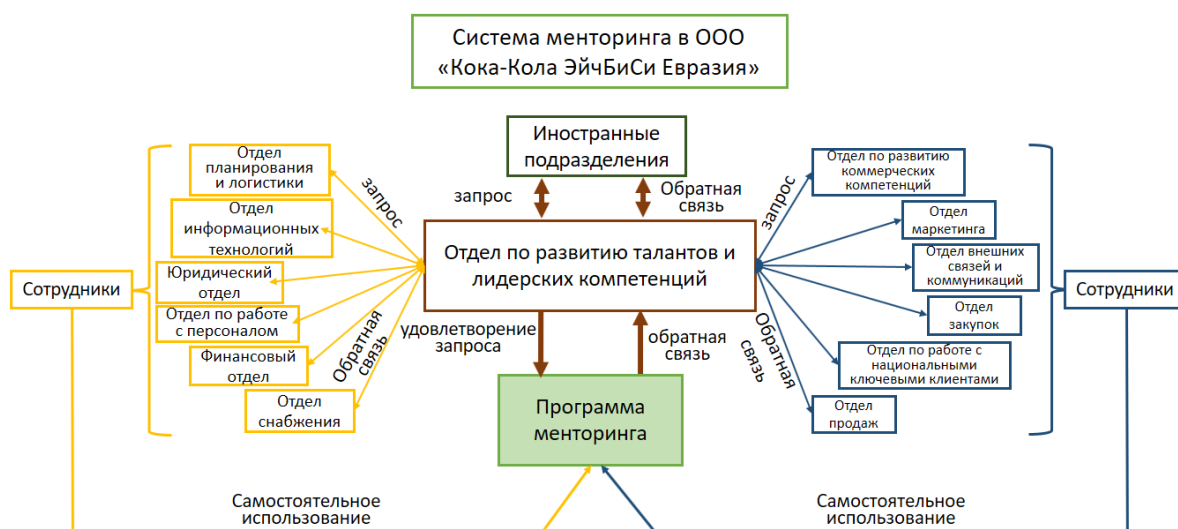 Система менторинга в ООО
«Кока-Кола ЭйчБиСи Евразия»
Иностранные
подразделения
запрос
Обратная
связь
Отдел по развитию талантов и
лидерских компетенций
удовлетворение
запроса
обратная
связь
Программа
менторинга
Сотрудники
Отдел
планирования
и логистики
Отдел
информационных
технологий
Юридический
отдел
Отдел по работе
с персоналом
Финансовый
отдел
Отдел
снабжения
запрос
Обратная
связь
Самостоятельное
использование
запрос
Обратная
связь
Отдел по развитию
коммерческих
компетенций
Отдел
маркетинга
Отдел внешних
связей и
коммуникаций
Отдел
закупок
Отдел по работе с
национальными
ключевыми клиентами
Отдел
продаж
Сотрудники
Самостоятельное
использование